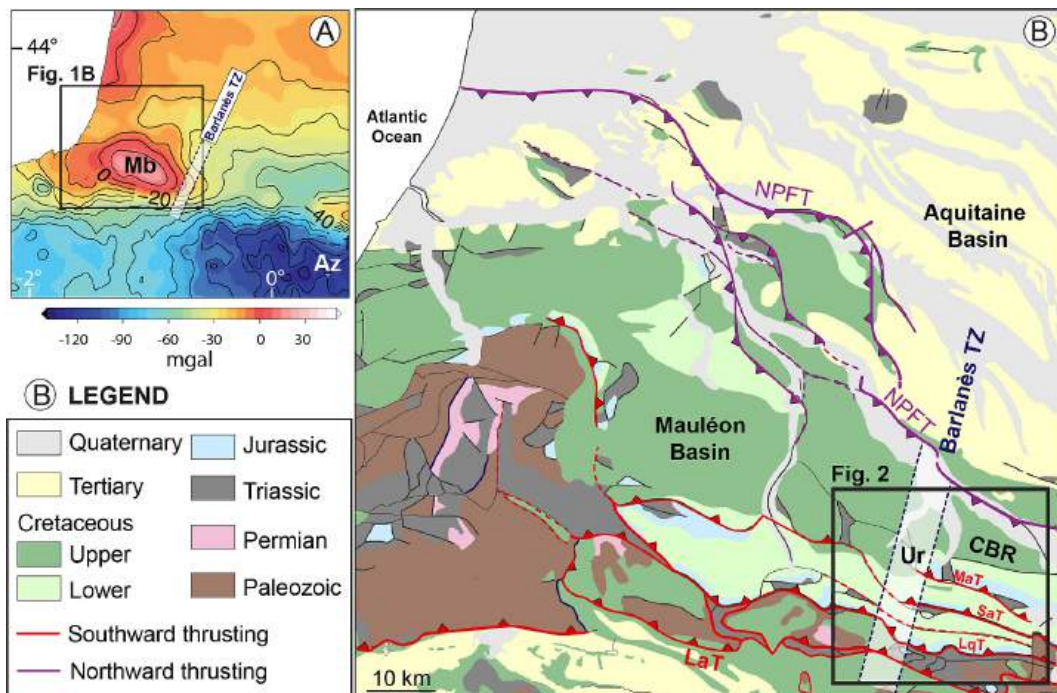 A
44°
Fig. 1B
Barlanès TZ
Mb
0
-20
-40
Az
-2°
0°
-120 -90 -60 -30 0 30
mgal
B LEGEND
Quaternary
Jurassic
Tertiary
Triassic
Cretaceous
Upper
Permian
Lower
Paleozoic
Southward thrusting
Northward thrusting
B
Atlantic
Ocean
NPFT
Aquitaine
Basin
Barlanès TZ
NPFT
Mauléon
Basin
Fig. 2
Ur
CBR
MaT
SaT
LqT
LaT
10 km